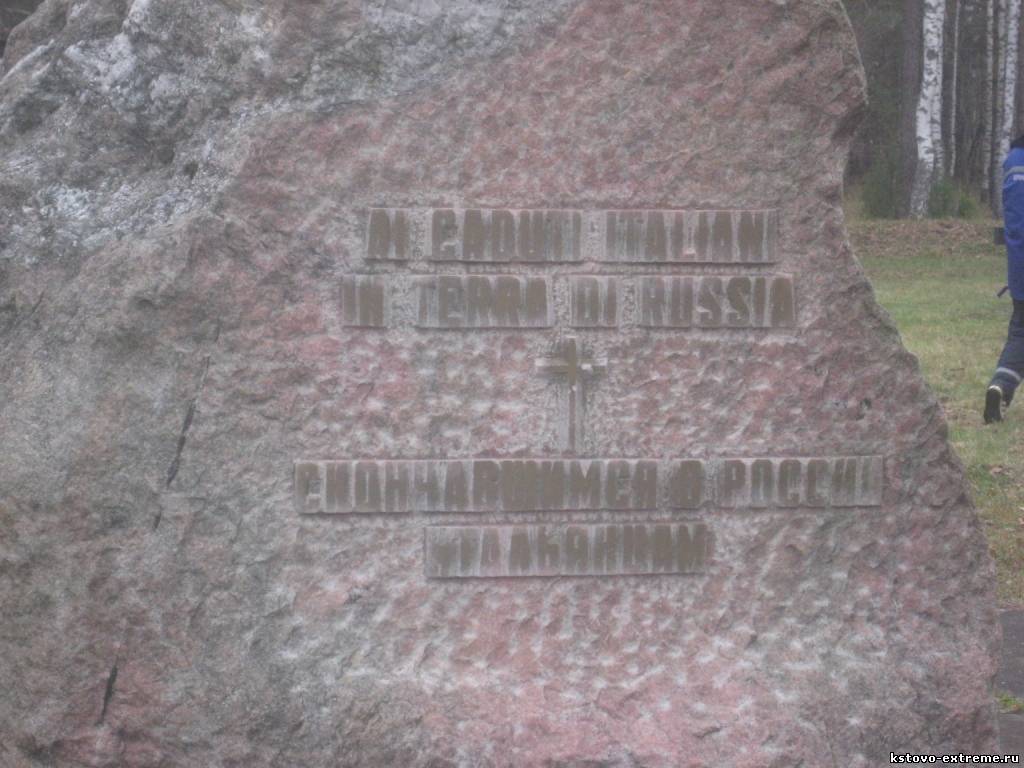 AI CADUTI ITALIANI
IN TERRA DI RUSSIA
СКОНЧАВШИМСЯ В РОССИИ
ИТАЛЬЯНЦАМ
kstovo-extreme.ru